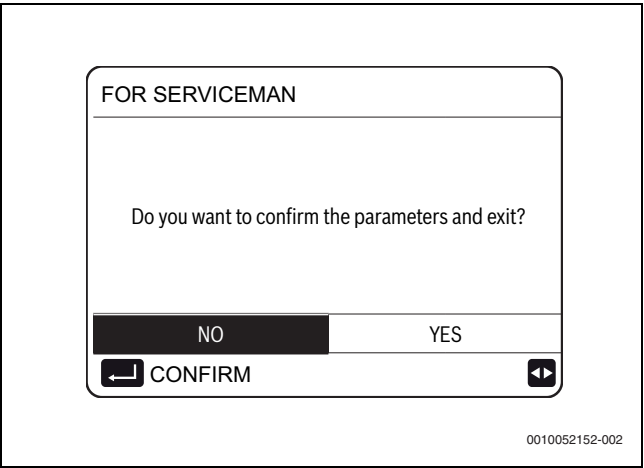 FOR SERVICEMAN
Do you want to confirm the parameters and exit?
NO YES
CONFIRM
0010052152-002